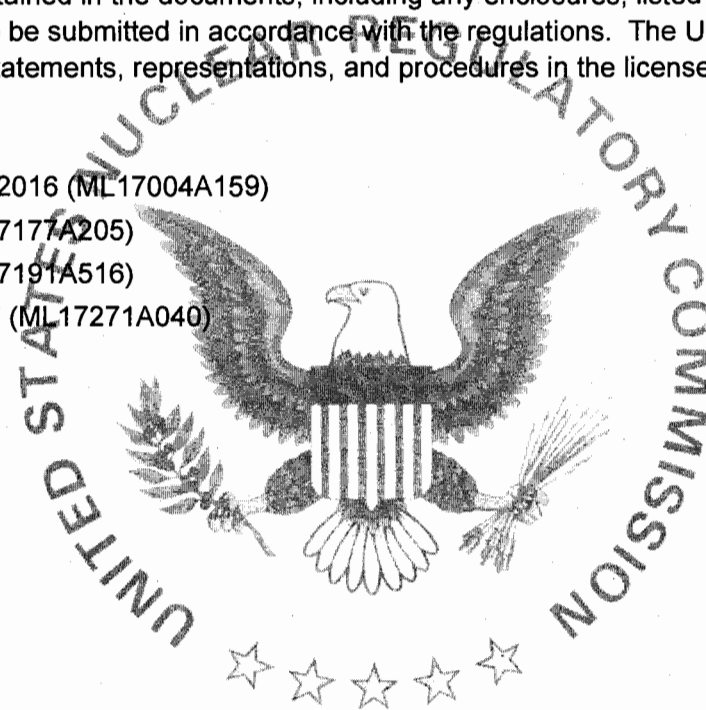 tained in the documents, including any enclosures, listed
be submitted in accordance with the regulations. The U
atements, representations, and procedures in the license
2016 (ML17004A159)
7177A205)
7191A516)
(ML17271A040)
UNITED STATES NUCLEAR REGULATORY COMMISSION